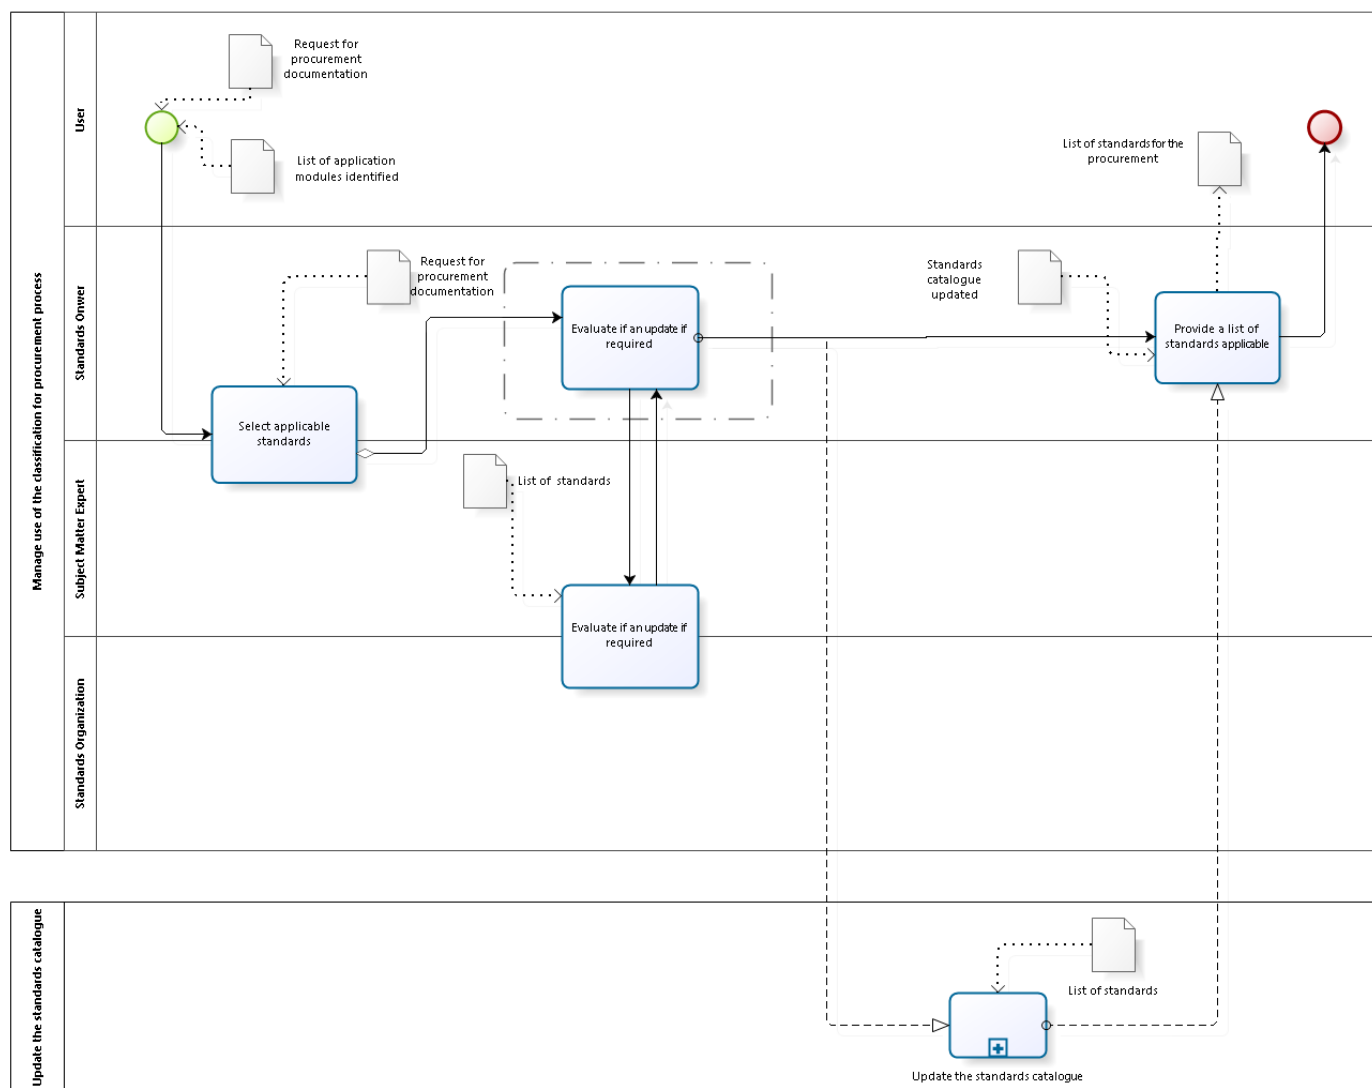 Manage use of the classification for procurement process
User
Request for
procurement
documentation
List of application
modules identified
List of standards for the
procurement
Standards Onwer
Request for
procurement
documentation
Evaluate if an update if
required
Standards
catalogue
updated
Provide a list of
standards applicable
Select applicable
standards
Subject Matter Expert
List of standards
Evaluate if an update if
required
Standards Organization
Update the standards catalogue
List of standards
Update the standards catalogue